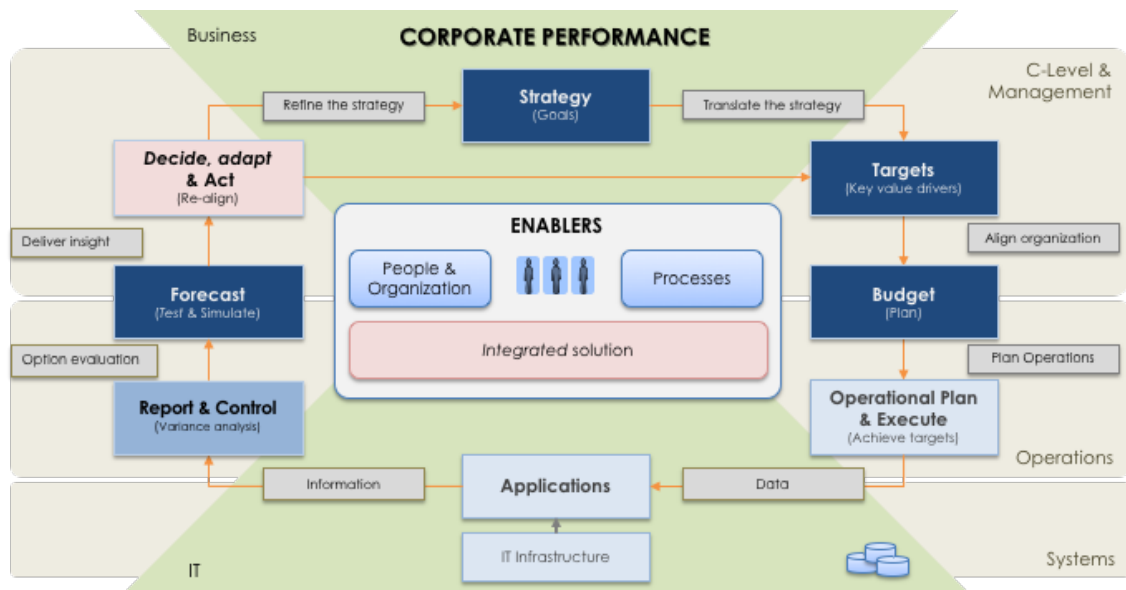 Business
CORPORATE PERFORMANCE
C-Level &
Management
Refine the strategy
Strategy
(Goals)
Translate the strategy
Decide, adapt
& Act
(Re-align)
Targets
(Key value drivers)
Deliver insight
ENABLERS
Align organization
People &
Organization
Processes
Forecast
(Test & Simulate)
Budget
(Plan)
Integrated solution
Option evaluation
Plan Operations
Report & Control
(Variance analysis)
Operational Plan
& Execute
(Achieve targets)
Operations
Information
Applications
Data
IT Infrastructure
IT
Systems